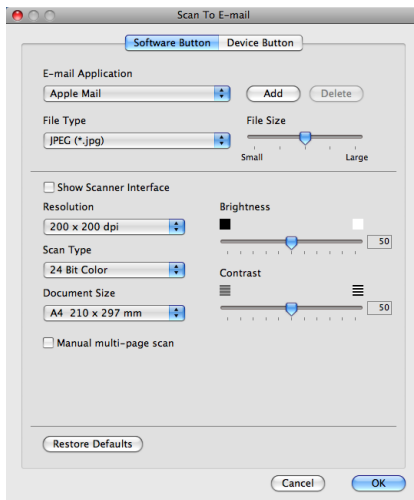 Scan To E-mail
Software Button Device Button
E-mail Application
Apple Mail Add Delete
File Type File Size
JPEG (*.jpg)
Small Large
Show Scanner Interface
Resolution Brightness
200 x 200 dpi
50
Scan Type
24 Bit Color Contrast
Document Size
A4 210 x 297 mm 50
Manual multi-page scan
Restore Defaults
Cancel OK